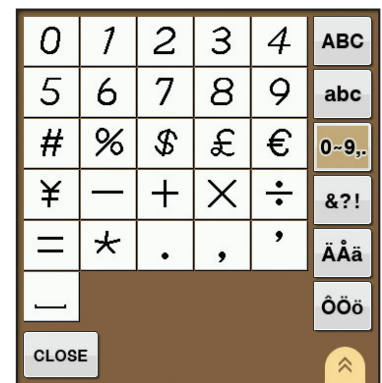 0 1 2 3 4 ABC
5 6 7 8 9 abc
# % $ £ € 0~9,.
¥ − + × ÷ &?!
= * . , ’ ÄÅä
␣ ÔÖö
CLOSE